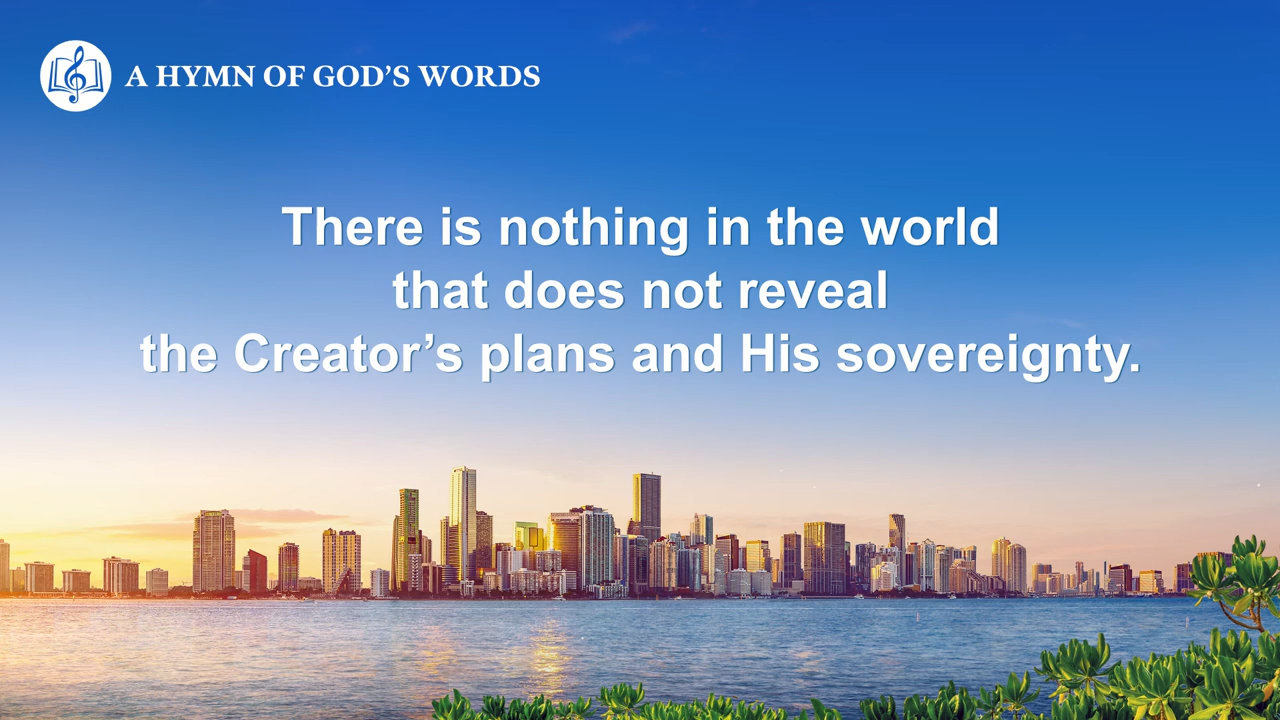 A HYMN OF GOD’S WORDS
There is nothing in the world
that does not reveal
the Creator’s plans and His sovereignty.